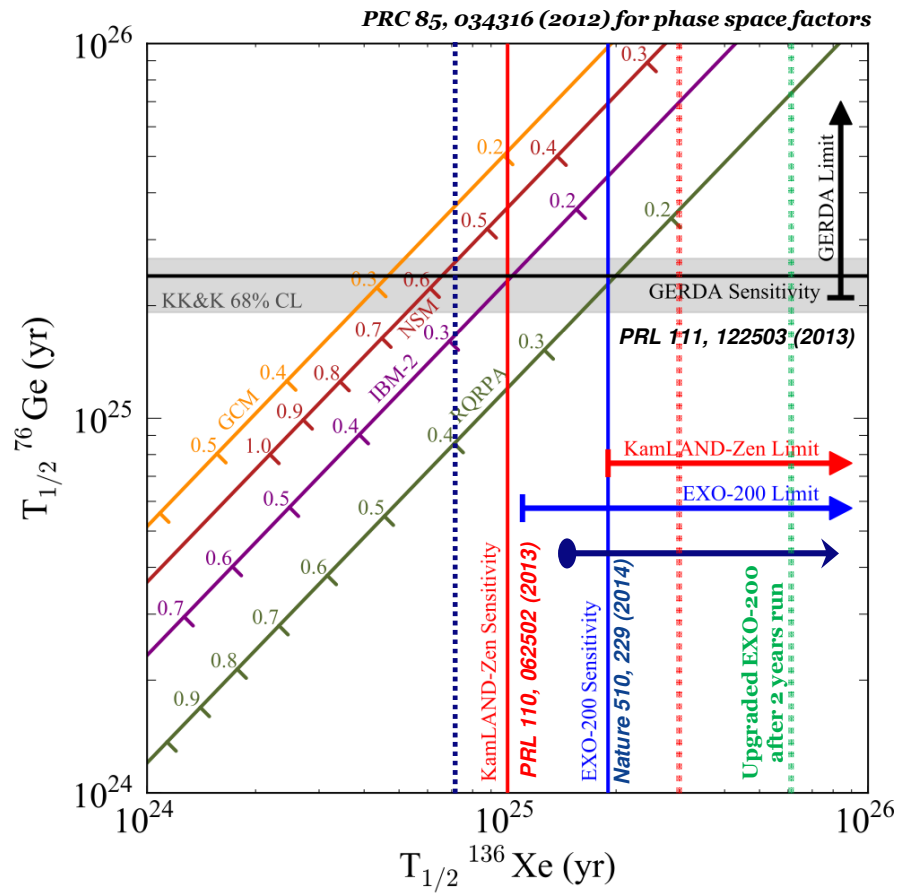 PRC 85, 034316 (2012) for phase space factors
10^26
0.3
0.2
0.4
0.2
0.2
0.5
GERDA Limit
0.3
0.6
KK&K 68% CL
GERDA Sensitivity
NSM
PRL 111, 122503 (2013)
0.7
0.3
0.3
T1/2 76Ge (yr)
0.4
0.8
IBM-2
RQRPA
GCM
0.9
10^25
0.5
1.0
0.4
0.4
KamLAND-Zen Limit
EXO-200 Limit
0.5
0.5
0.6
0.6
0.7
0.7
0.8
0.9
KamLAND-Zen Sensitivity
PRL 110, 062502 (2013)
EXO-200 Sensitivity
Nature 510, 229 (2014)
Upgraded EXO-200
after 2 years run
10^24
10^24
10^25
10^26
T1/2 136 Xe (yr)